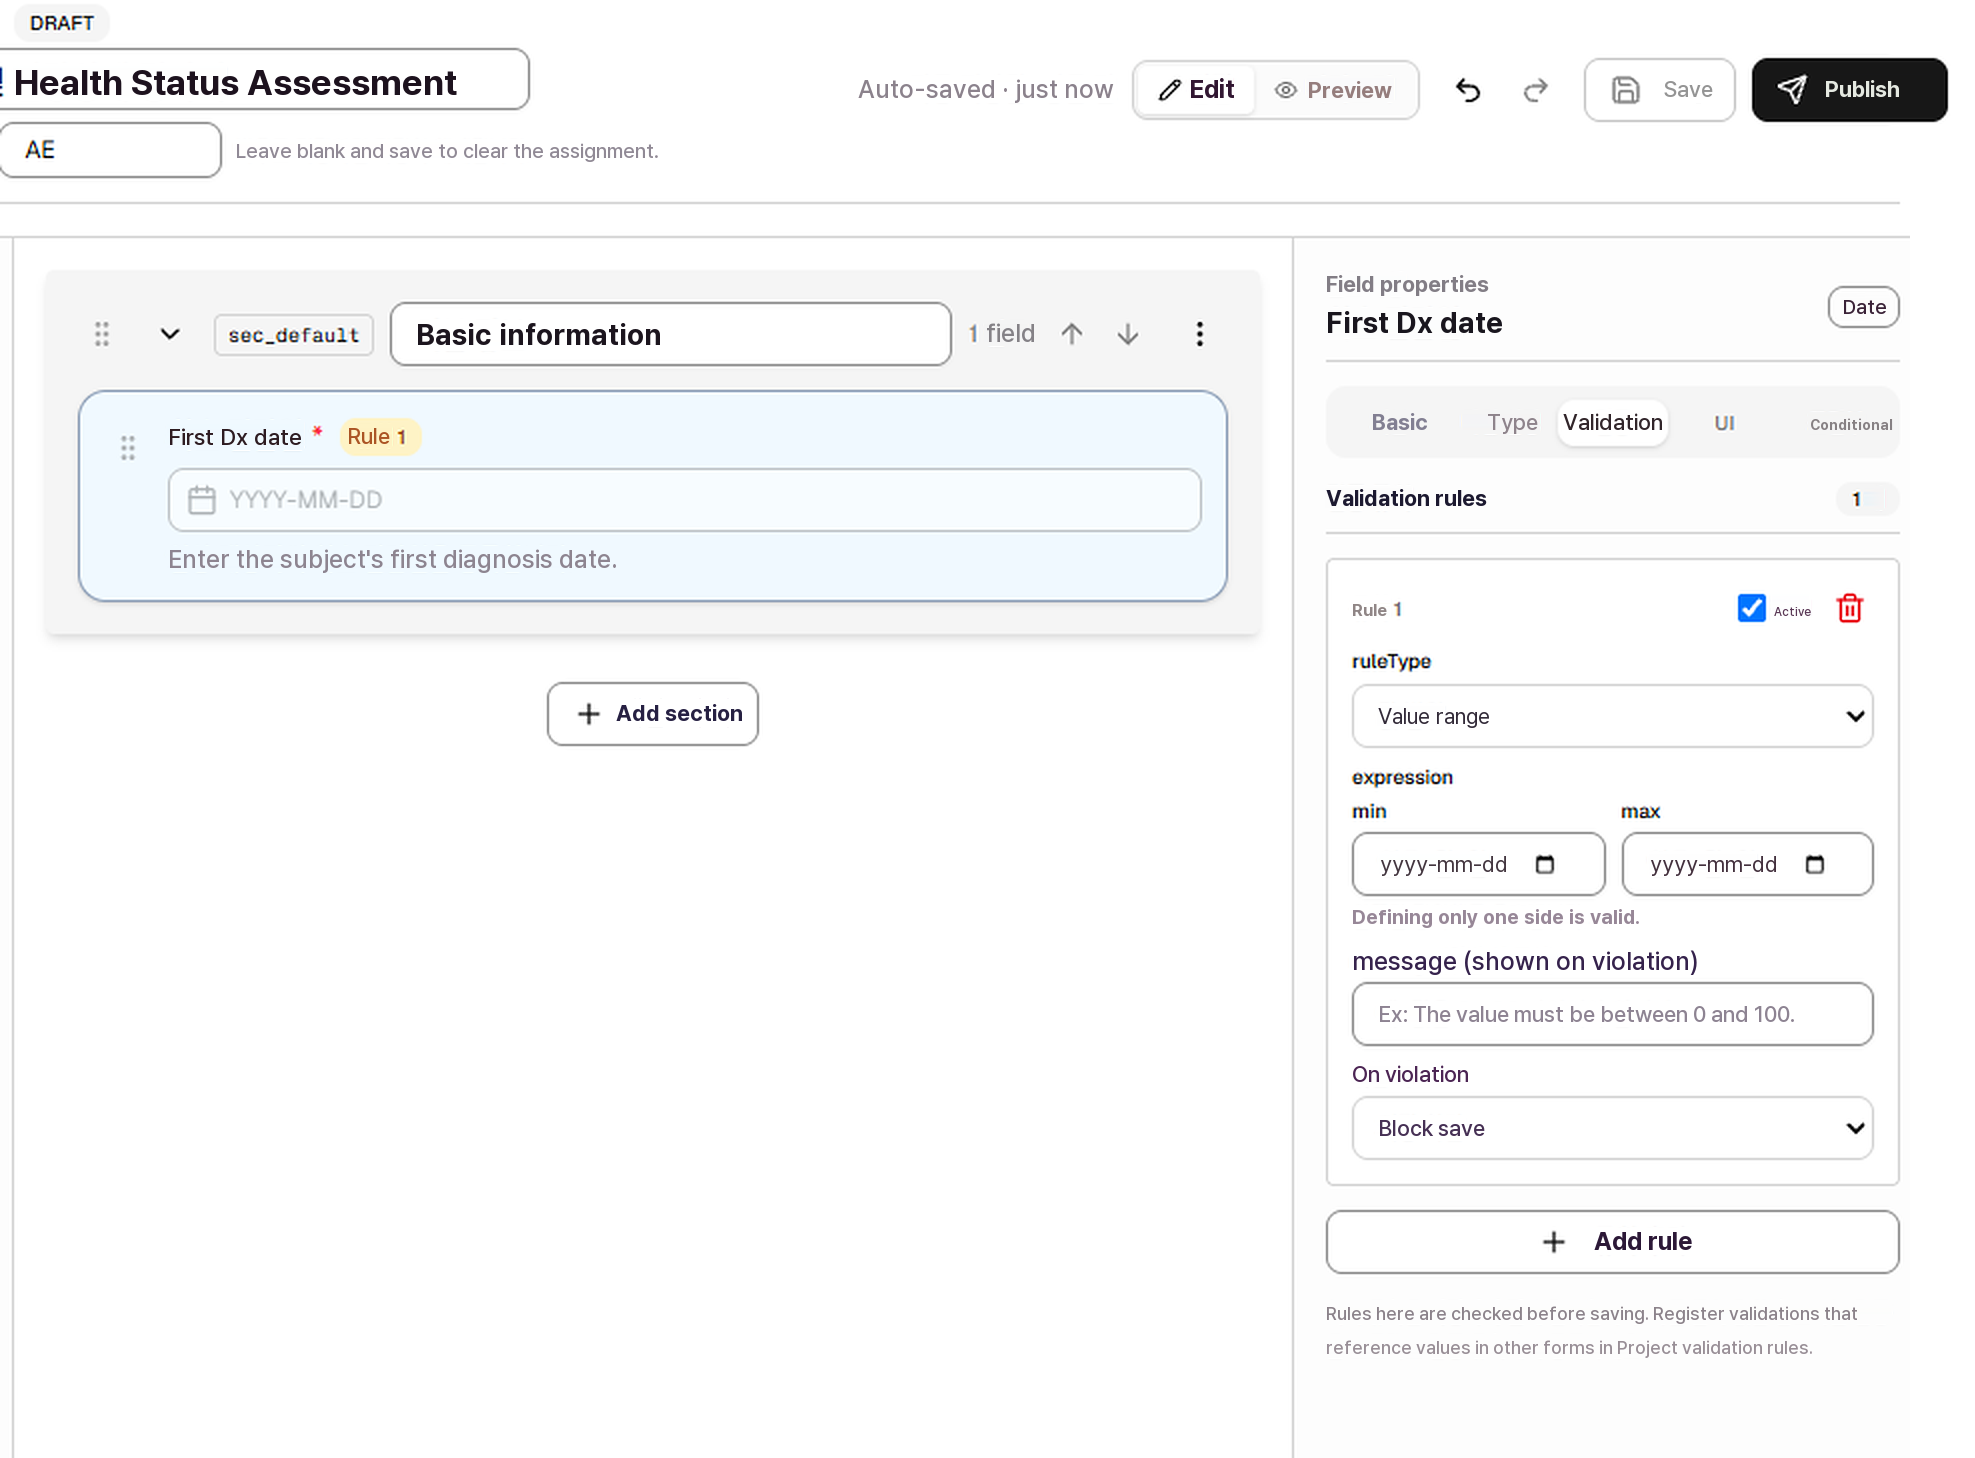 DRAFT
Health Status Assessment
Auto-saved · just now
Edit
Preview
Save
Publish
AE
Leave blank and save to clear the assignment.
sec_default
Basic information
1 field
First Dx date *
Rule 1
YYYY-MM-DD
Enter the subject's first diagnosis date.
Add section
Field properties
First Dx date
Date
Basic
Type
Validation
UI
Conditional
Validation rules
1
Rule 1
Active
ruleType
Value range
expression
min
max
yyyy-mm-dd
yyyy-mm-dd
Defining only one side is valid.
message (shown on violation)
Ex: The value must be between 0 and 100.
On violation
Block save
Add rule
Rules here are checked before saving. Register validations that
reference values in other forms in Project validation rules.